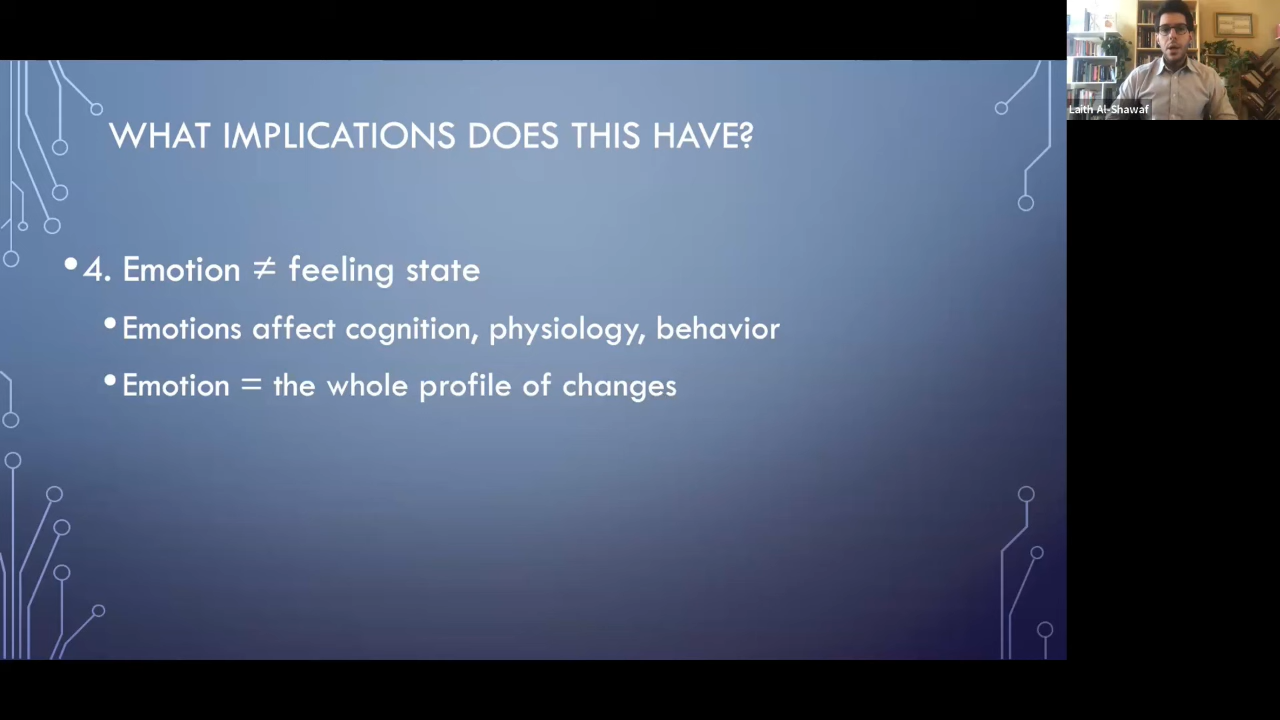 WHAT IMPLICATIONS DOES THIS HAVE?
•4. Emotion ≠ feeling state
•Emotions affect cognition, physiology, behavior
•Emotion = the whole profile of changes
Laith Al-Shawaf